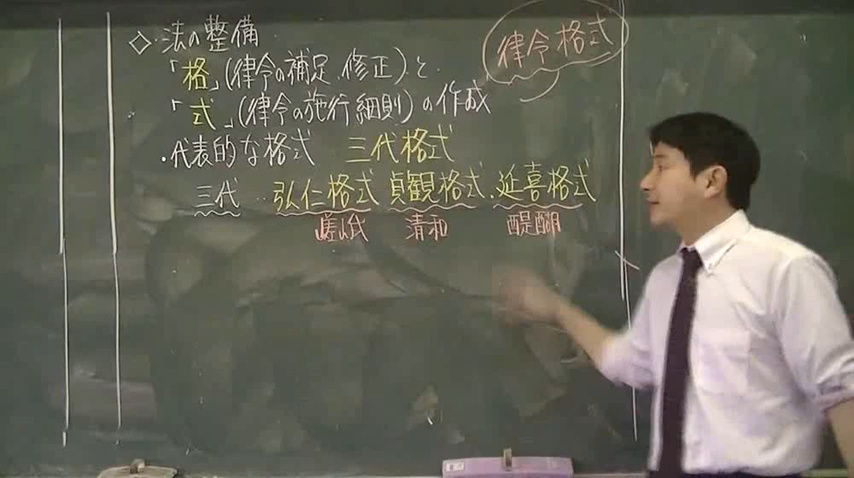 ◇ 法の整備
律令格式
「格」(律令の補足、修正)と
「式」(律令の施行細則)の作成
・代表的な格式 三代格式
三代 弘仁格式 貞観格式・延喜格式
嵯峨 清和 醍醐